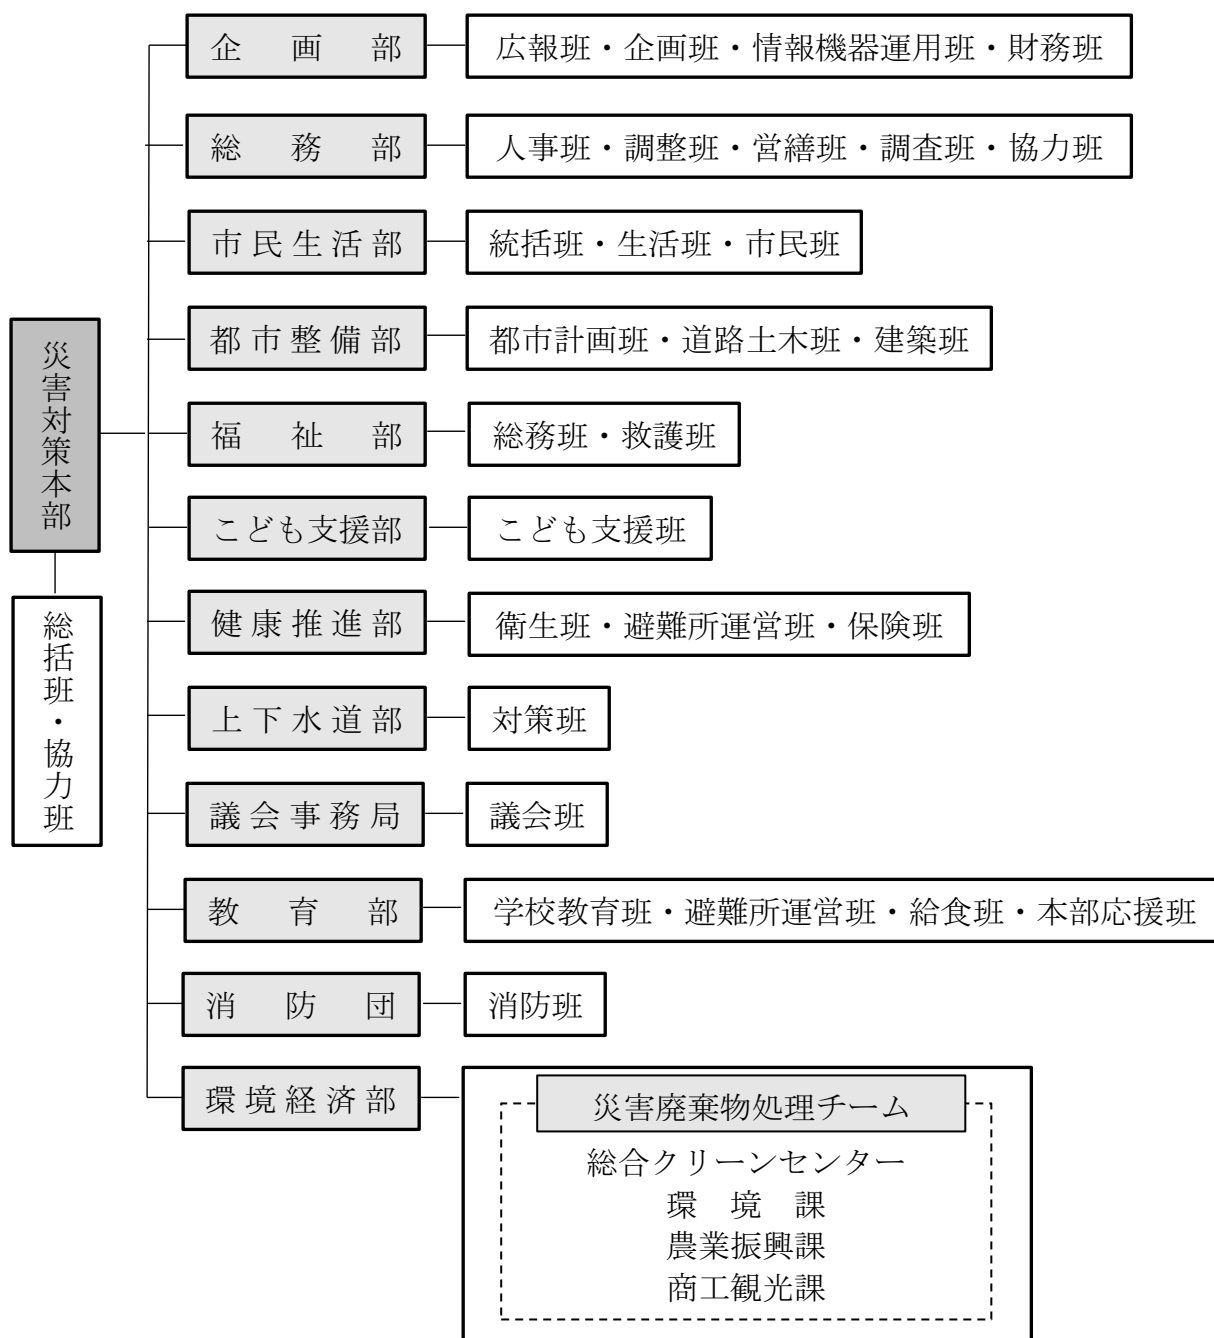 企画部
広報班・企画班・情報機器運用班・財務班
総務部
人事班・調整班・営繕班・調査班・協力班
市民生活部
統括班・生活班・市民班
都市整備部
都市計画班・道路土木班・建築班
災害対策本部
福祉部
総務班・救護班
こども支援部
こども支援班
総括班・協力班
健康推進部
衛生班・避難所運営班・保険班
上下水道部
対策班
議会事務局
議会班
教育部
学校教育班・避難所運営班・給食班・本部応援班
消防団
消防班
環境経済部
災害廃棄物処理チーム
総合クリーンセンター
環境課
農業振興課
商工観光課